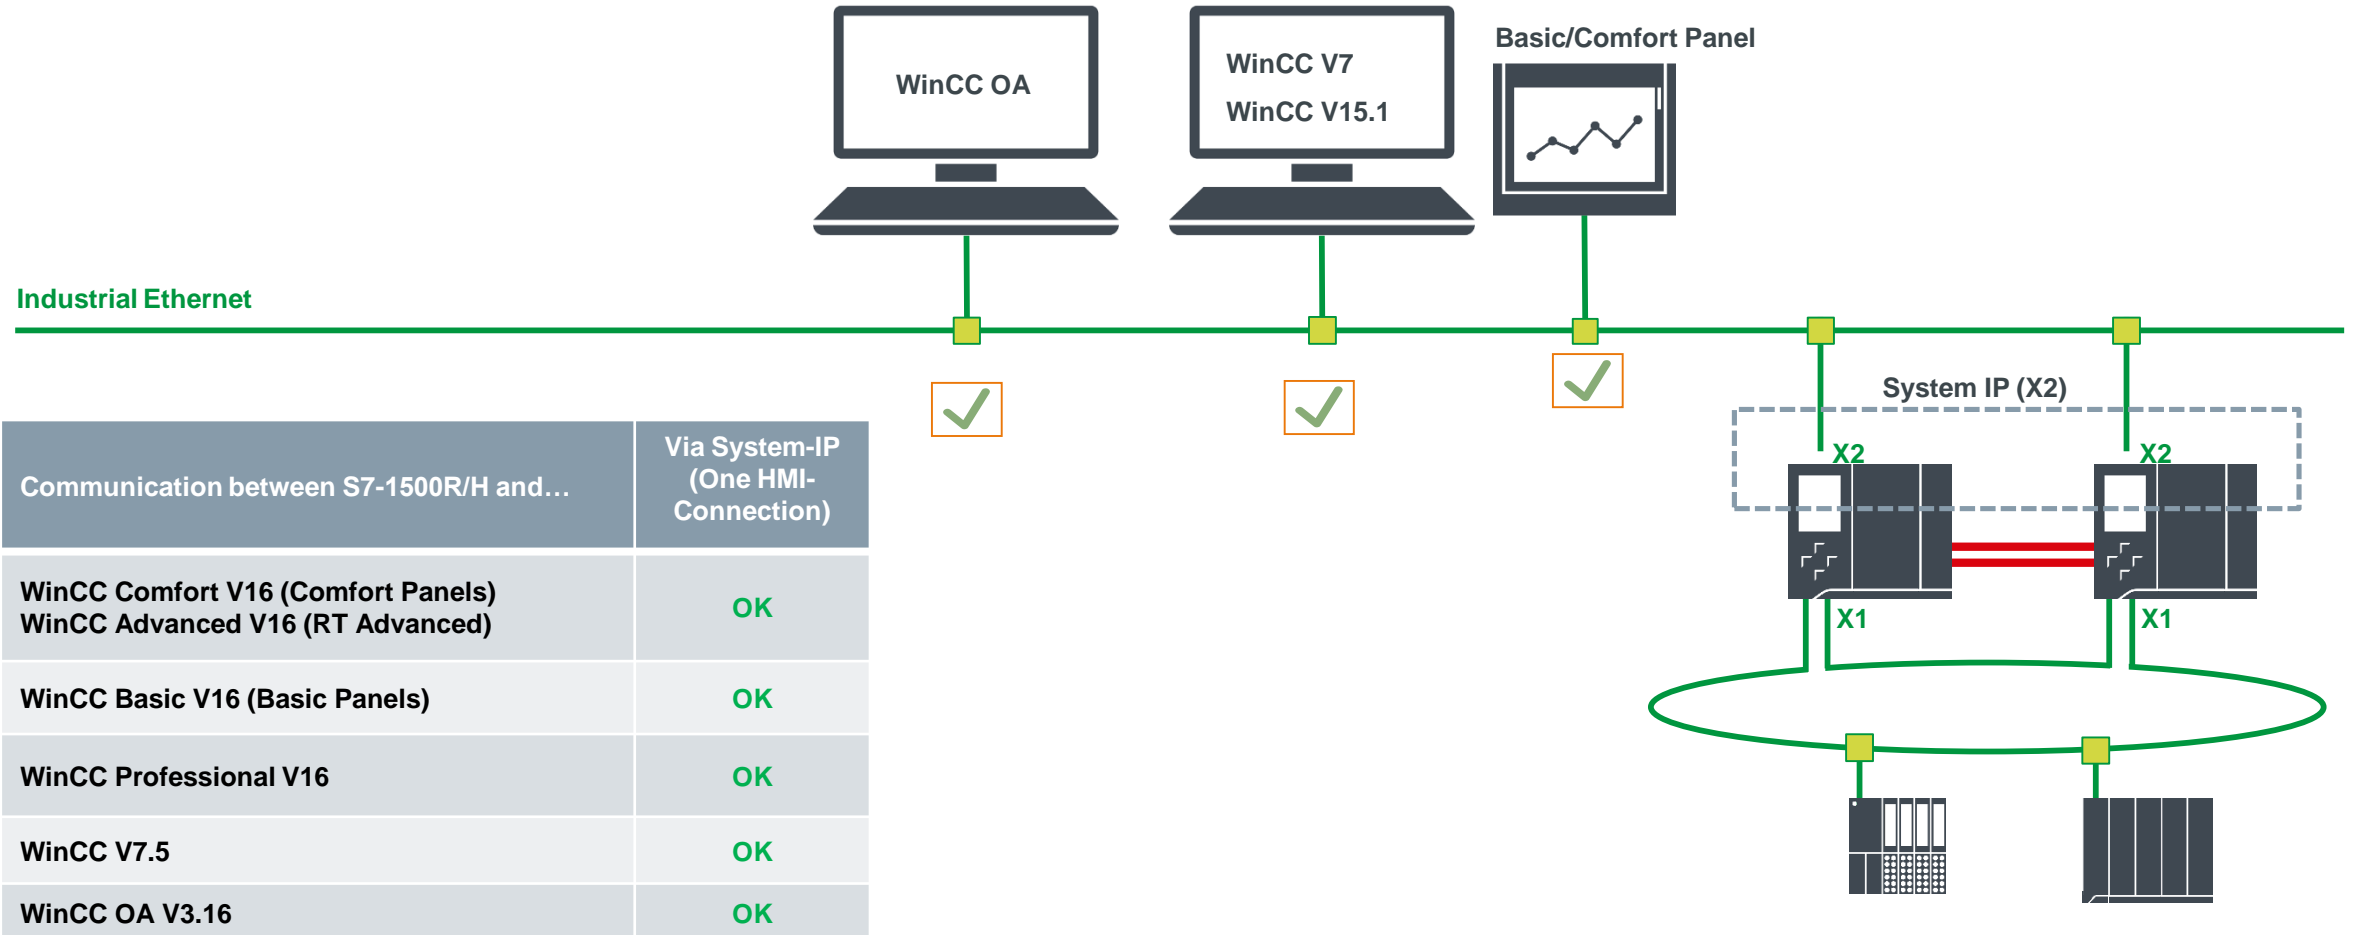 WinCC OA
WinCC V7
WinCC V15.1
Basic/Comfort Panel
Industrial Ethernet
System IP (X2)
X2
X2
X1
X1
Communication between S7-1500R/H and…
Via System-IP
(One HMI-
Connection)
WinCC Comfort V16 (Comfort Panels)
WinCC Advanced V16 (RT Advanced)
OK
WinCC Basic V16 (Basic Panels)
OK
WinCC Professional V16
OK
WinCC V7.5
OK
WinCC OA V3.16
OK